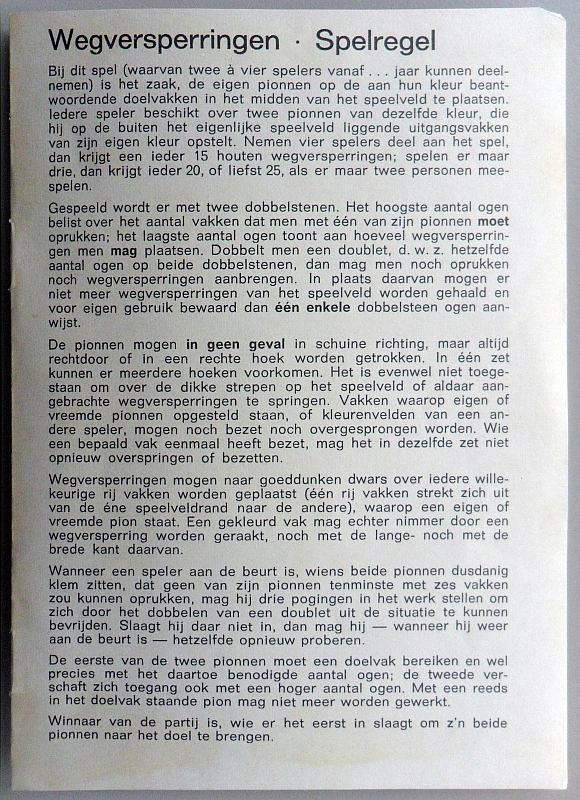 Wegversperringen · Spelregel
Bij dit spel (waarvan twee à vier spelers vanaf . . . jaar kunnen deel-
nemen) is het zaak, de eigen pionnen op de aan hun kleur beant-
woordende doelvakken in het midden van het speelveld te plaatsen.
Iedere speler beschikt over twee pionnen van dezelfde kleur, die
hij op de buiten het eigenlijke speelveld liggende uitgangsvakken
van zijn eigen kleur opstelt. Nemen vier spelers deel aan het spel,
dan krijgt een ieder 15 houten wegversperringen; spelen er maar
drie, dan krijgt ieder 20, of liefst 25, als er maar twee personen mee-
spelen.
Gespeeld wordt er met twee dobbelstenen. Het hoogste aantal ogen
belist over het aantal vakken dat men met één van zijn pionnen moet
oprukken; het laagste aantal ogen toont aan hoeveel wegversperrin-
gen men mag plaatsen. Dobbelt men een doublet, d. w. z. hetzelfde
aantal ogen op beide dobbelstenen, dan mag men noch oprukken
noch wegversperringen aanbrengen. In plaats daarvan mogen er
niet meer wegversperringen van het speelveld worden gehaald en
voor eigen gebruik bewaard dan één enkele dobbelsteen ogen aan-
wijst.
De pionnen mogen in geen geval in schuine richting, maar altijd
rechtdoor of in een rechte hoek worden getrokken. In één zet
kunnen er meerdere hoeken voorkomen. Het is evenwel niet toege-
staan om over de dikke strepen op het speelveld of aldaar aan-
gebrachte wegversperringen te springen. Vakken waarop eigen of
vreemde pionnen opgesteld staan, of kleurenvelden van een an-
dere speler, mogen noch bezet noch overgesprongen worden. Wie
een bepaald vak eenmaal heeft bezet, mag het in dezelfde zet niet
opnieuw overspringen of bezetten.
Wegversperringen mogen naar goeddunken dwars over iedere wille-
keurige rij vakken worden geplaatst (één rij vakken strekt zich uit
van de éne speelveldrand naar de andere), waarop een eigen of
vreemde pion staat. Een gekleurd vak mag echter nimmer door een
wegversperring worden geraakt, noch met de lange- noch met de
brede kant daarvan.
Wanneer een speler aan de beurt is, wiens beide pionnen dusdanig
klem zitten, dat geen van zijn pionnen tenminste met zes vakken
zou kunnen oprukken, mag hij drie pogingen in het werk stellen om
zich door het dobbelen van een doublet uit de situatie te kunnen
bevrijden. Slaagt hij daar niet in, dan mag hij — wanneer hij weer
aan de beurt is — hetzelfde opnieuw proberen.
De eerste van de twee pionnen moet een doelvak bereiken en wel
precies met het daartoe benodigde aantal ogen; de tweede ver-
schaft zich toegang ook met een hoger aantal ogen. Met een reeds
in het doelvak staande pion mag niet meer worden gewerkt.
Winnaar van de partij is, wie er het eerst in slaagt om z'n beide
pionnen naar het doel te brengen.